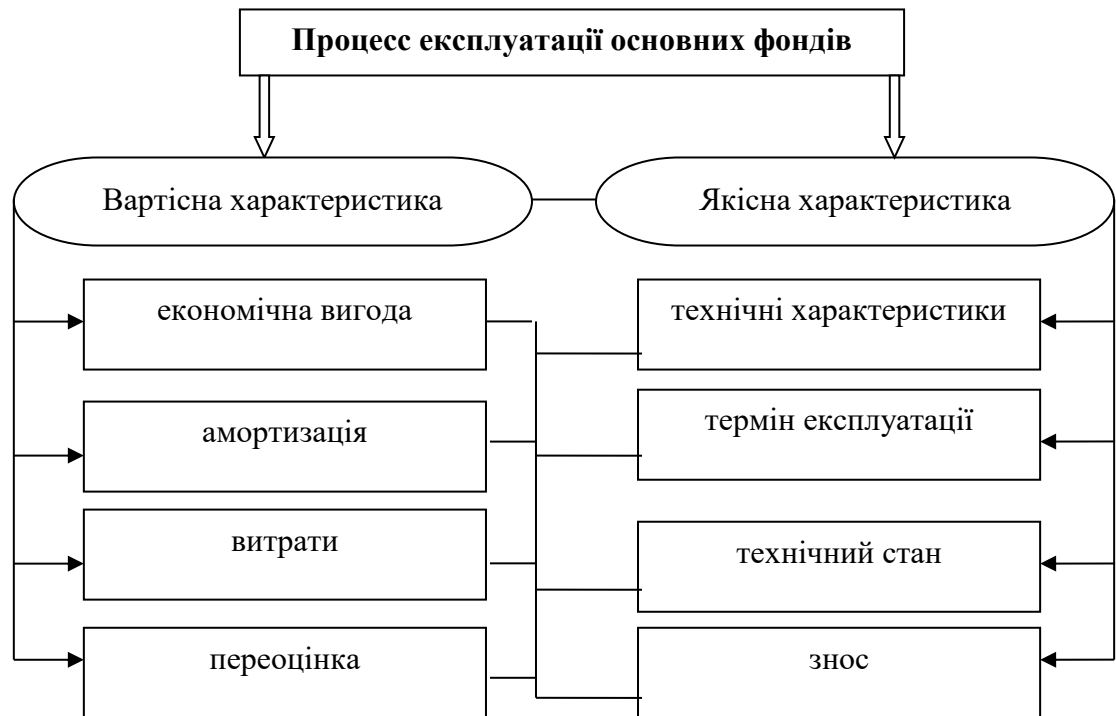 Процесс експлуатації основних фондів
Вартісна характеристика
Якісна характеристика
економічна вигода
технічні характеристики
амортизація
термін експлуатації
витрати
технічний стан
переоцінка
знос